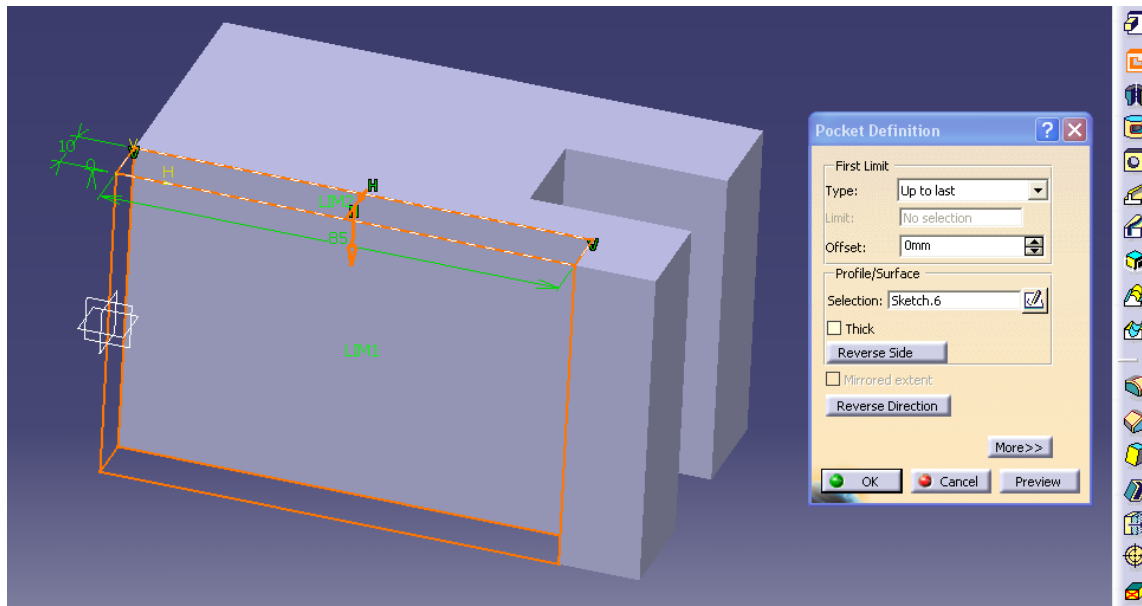 Pocket Definition
First Limit
Type: Up to last
Limit: No selection
Offset: 0mm
Profile/Surface
Selection: Sketch.6
Thick
Reverse Side
Mirrored extent
Reverse Direction
More>>
OK Cancel Preview
10
H
H
LIM2
85
LIM1